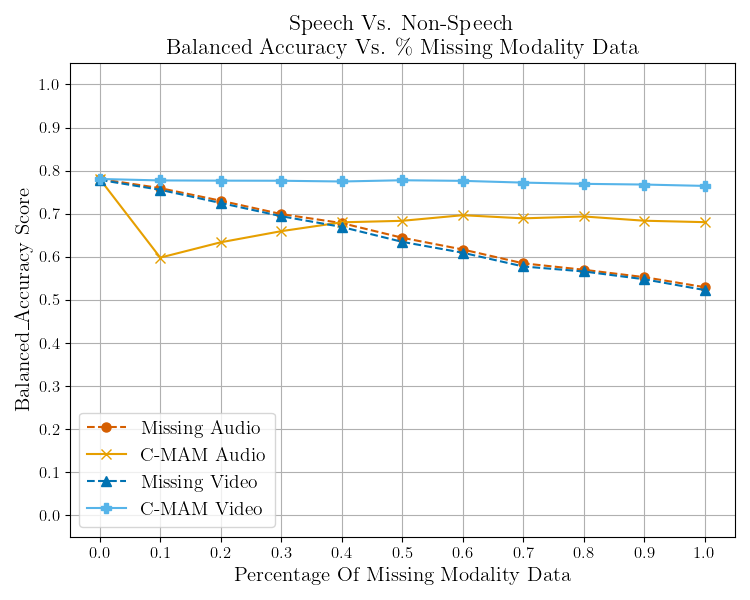 Speech Vs. Non-Speech
Balanced Accuracy Vs. % Missing Modality Data
1.0
0.9
0.8
0.7
0.6
0.5
0.4
0.3
0.2
0.1
0.0
Balanced_Accuracy Score
Missing Audio
C-MAM Audio
Missing Video
C-MAM Video
0.0 0.1 0.2 0.3 0.4 0.5 0.6 0.7 0.8 0.9 1.0
Percentage Of Missing Modality Data